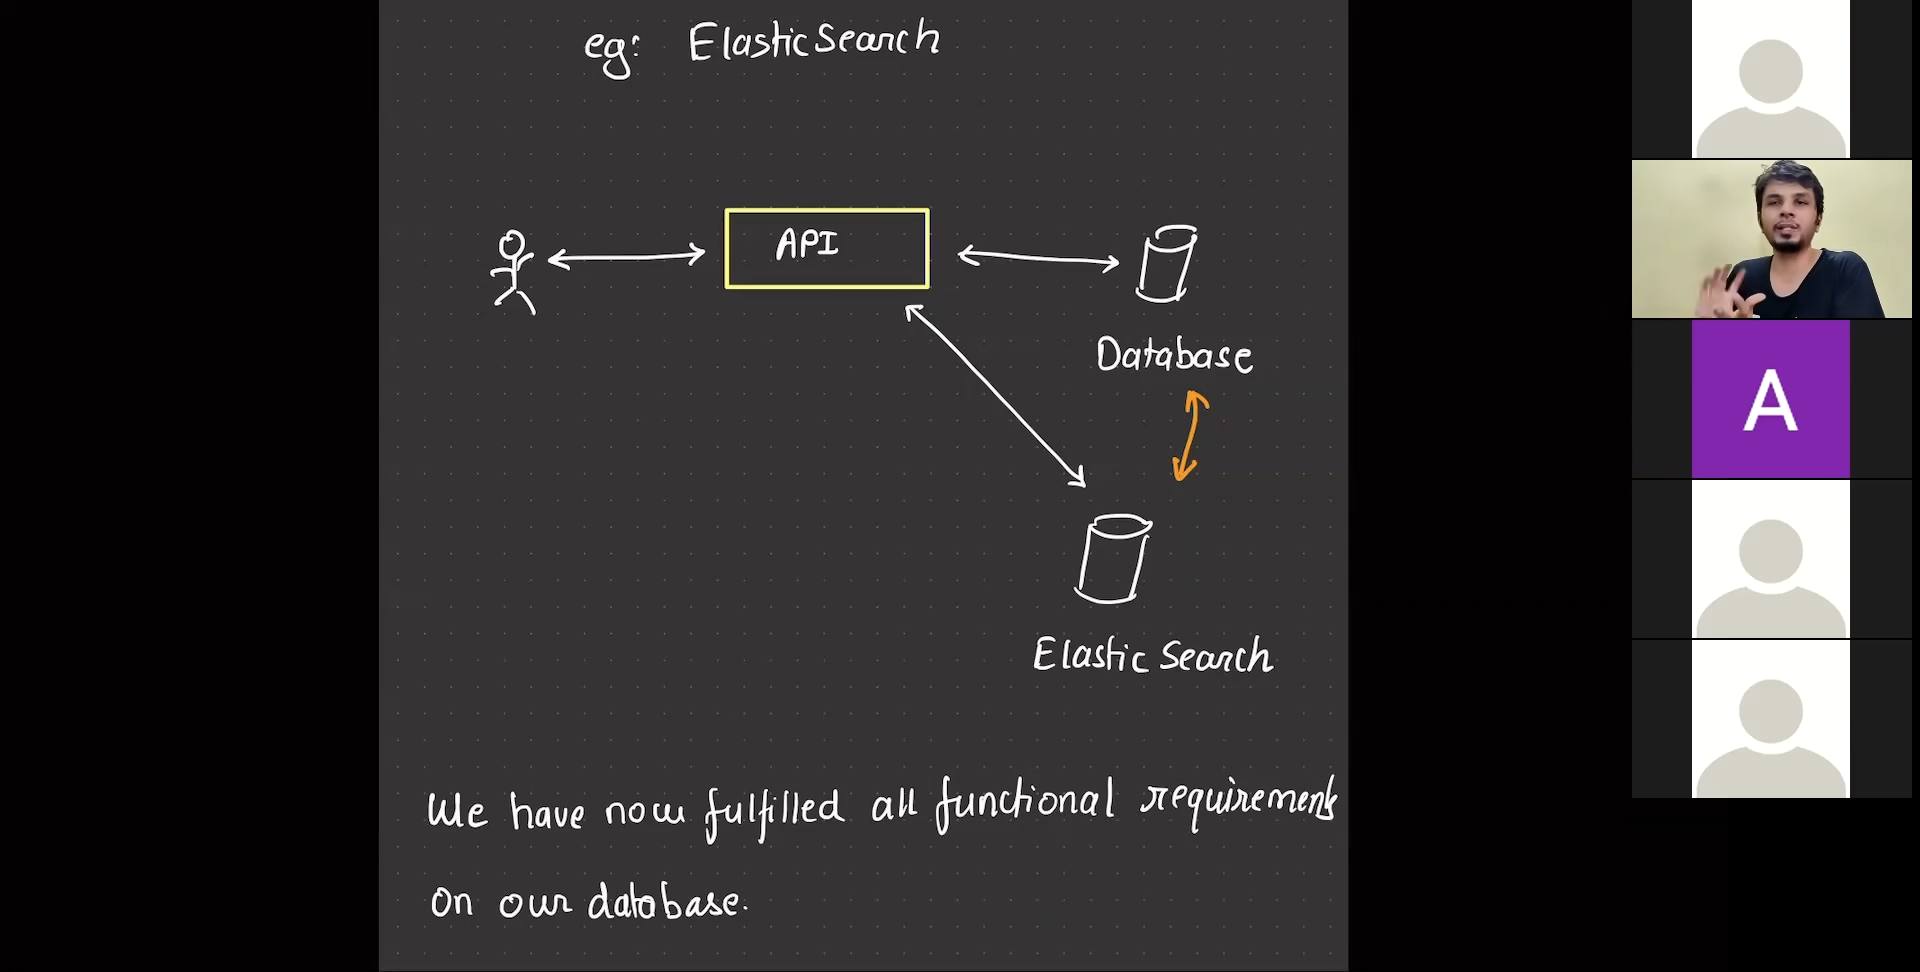 eg: ElasticSearch
API
Database
Elastic Search
We have now fulfilled all functional requirements
on our database.
A